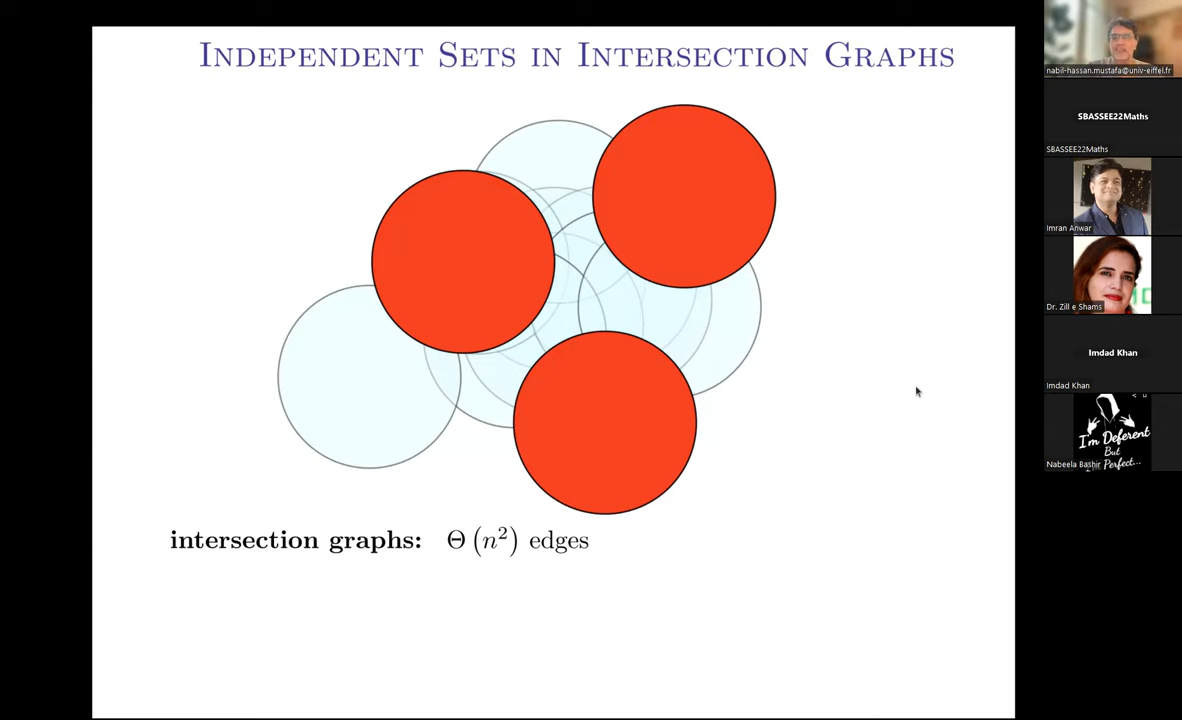 INDEPENDENT SETS IN INTERSECTION GRAPHS
intersection graphs: Θ(n²) edges
nabil-hassan.mustafa@univ-eiffel.fr
SBASSEE22Maths
SBASSEE22Maths
Imran Anwar
Dr. Zill e Shams
Imdad Khan
Imdad Khan
I'm Deferent
But
I'm Perfect...
Nabeela Bashir